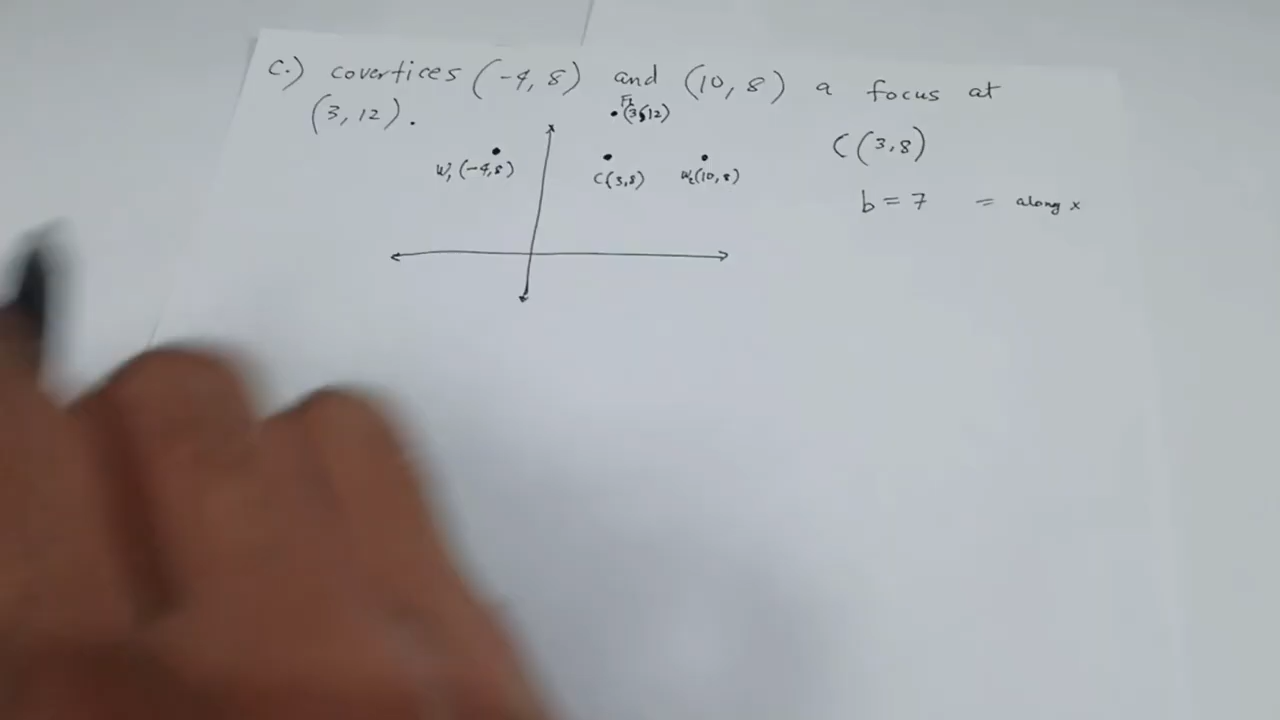 c.) covertices (-4, 8) and (10, 8) a focus at
(3, 12).
F₂
(3,12)
C(3,8)
W₁(-4,8)
C(3,8)
W₂(10,8)
b = 7 = along x